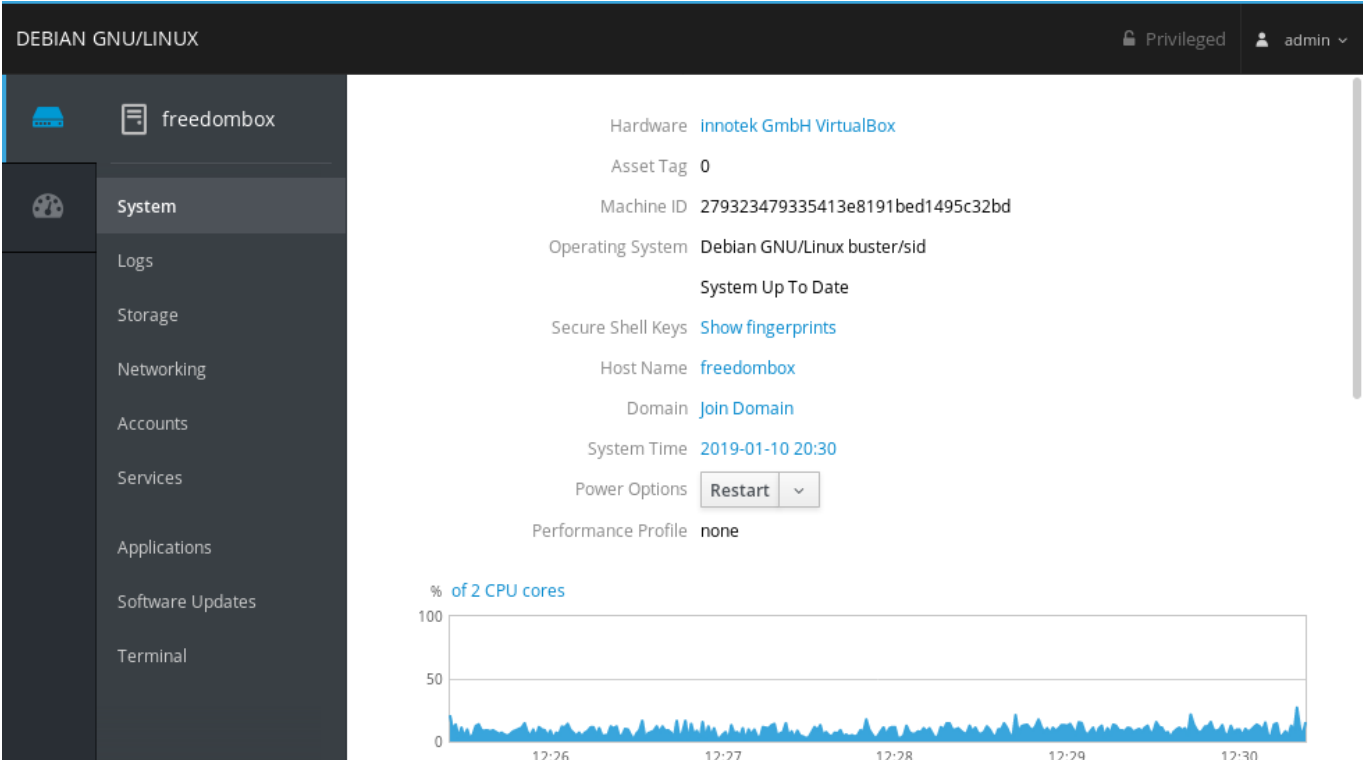 DEBIAN GNU/LINUX
Privileged
admin
freedombox
System
Logs
Storage
Networking
Accounts
Services
Applications
Software Updates
Terminal
Hardware innotek GmbH VirtualBox
Asset Tag 0
Machine ID 279323479335413e8191bed1495c32bd
Operating System Debian GNU/Linux buster/sid
System Up To Date
Secure Shell Keys Show fingerprints
Host Name freedombox
Domain Join Domain
System Time 2019-01-10 20:30
Power Options Restart
Performance Profile none
% of 2 CPU cores
100
50
0
12:26 12:27 12:28 12:29 12:30